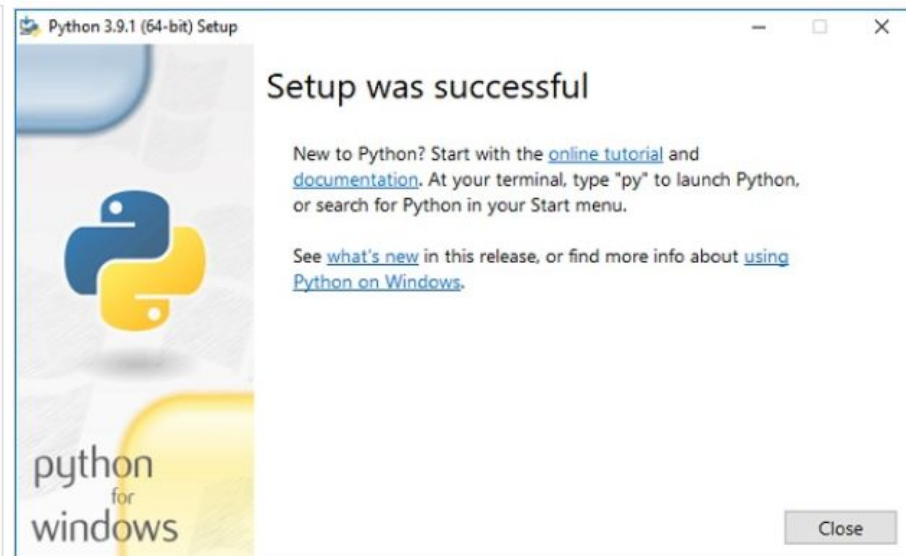 Python 3.9.1 (64-bit) Setup
Setup was successful
New to Python? Start with the online tutorial and
documentation. At your terminal, type "py" to launch Python,
or search for Python in your Start menu.
See what's new in this release, or find more info about using
Python on Windows.
python
for
windows
Close